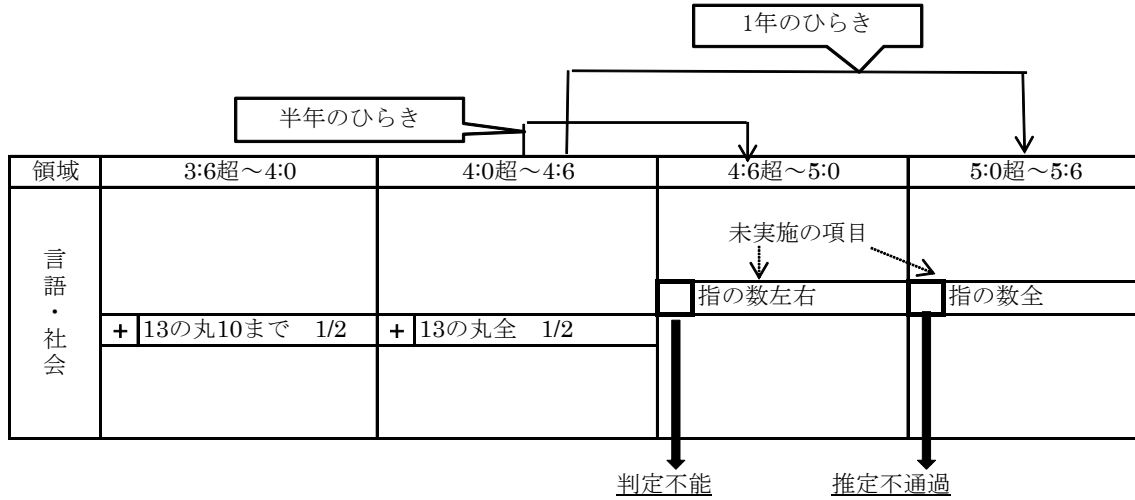 1年のひらき
半年のひらき
領域 3:6超～4:0 4:0超～4:6 4:6超～5:0 5:0超～5:6
言語・社会
未実施の項目
指の数左右 指の数全
+ 13の丸10まで 1/2 + 13の丸全 1/2
判定不能 推定不通過